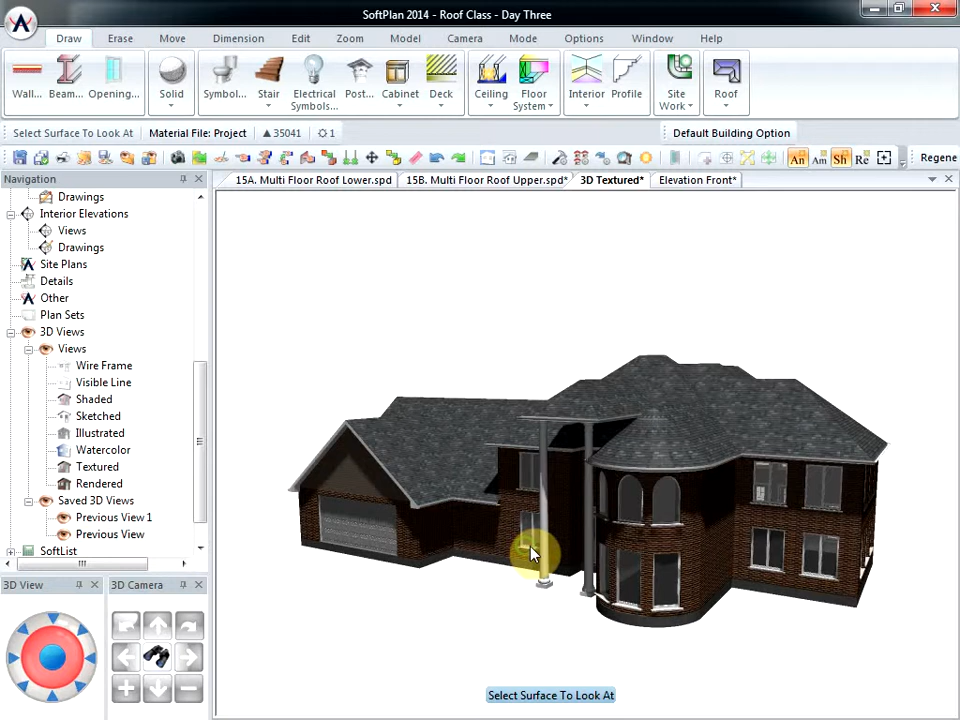 SoftPlan 2014 - Roof Class - Day Three
Draw Erase Move Dimension Edit Zoom Model Camera Mode Options Window Help
Wall... Beam... Opening... Solid Symbol... Stair Electrical Symbols... Post... Cabinet Deck Ceiling Floor System Interior Profile Site Work Roof
Select Surface To Look At Material File: Project 35041 1 Default Building Option
An Am Sh Re Regene
Navigation 15A. Multi Floor Roof Lower.spd 15B. Multi Floor Roof Upper.spd* 3D Textured* Elevation Front*
Drawings
Interior Elevations
Views
Drawings
Site Plans
Details
Other
Plan Sets
3D Views
Views
Wire Frame
Visible Line
Shaded
Sketched
Illustrated
Watercolor
Textured
Rendered
Saved 3D Views
Previous View 1
Previous View
SoftList
3D View 3D Camera
Select Surface To Look At